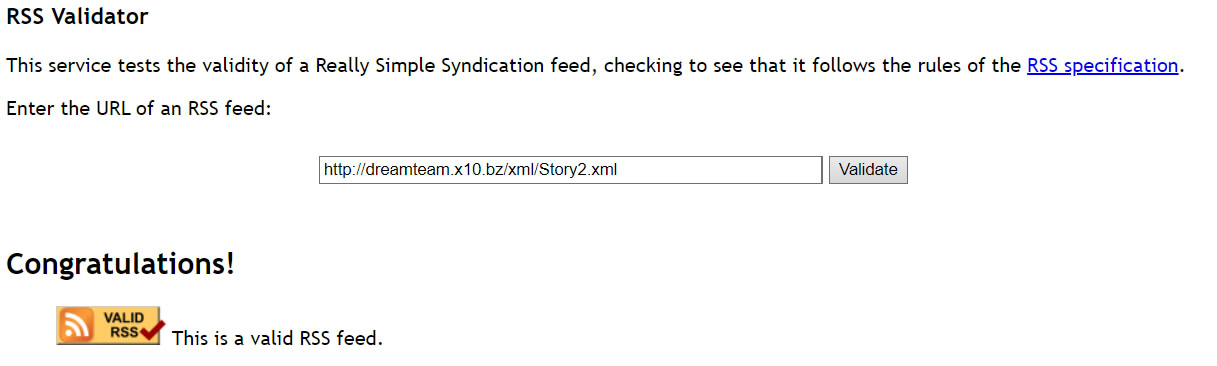 RSS Validator
This service tests the validity of a Really Simple Syndication feed, checking to see that it follows the rules of the RSS specification.
Enter the URL of an RSS feed:
http://dreamteam.x10.bz/xml/Story2.xml Validate
Congratulations!
VALID
RSS
This is a valid RSS feed.